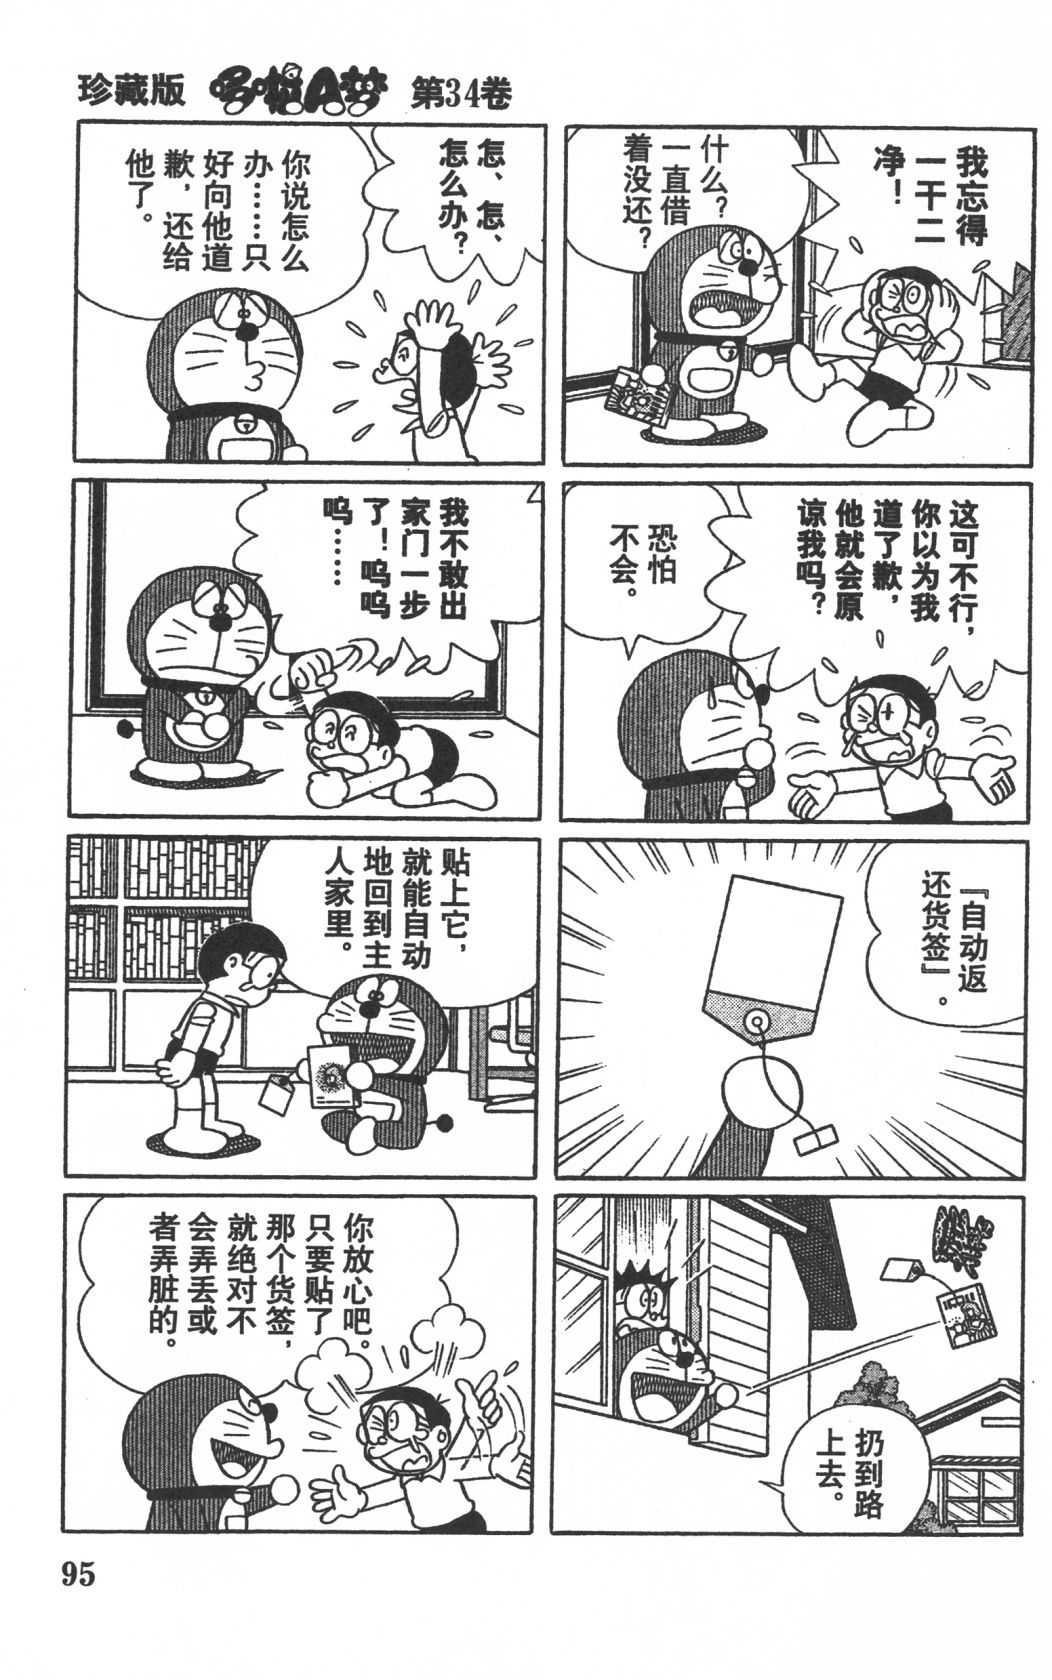 珍藏版 哆啦A梦 第34卷
我忘得
一干二
净！
什么？
一直借
着没还？
怎、怎、
怎么办？
你说怎么
办……只
好向他道
歉，还给
他了。
这可不行，
你以为我
道了歉，
他就会原
谅我吗？
恐怕
不会。
我不敢出
家门一步
了！呜呜
呜……
『自动返
还货签』。
贴上它，
就能自动
地回到主
人家里。
扔到路
上去。
你放心吧。
只要贴了
那个货签，
就绝对不
会弄丢或
者弄脏的。
95